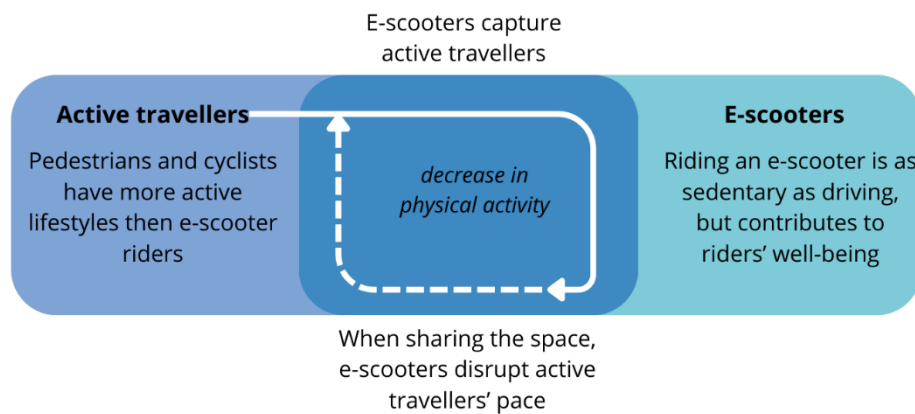 E-scooters capture
active travellers
Active travellers
Pedestrians and cyclists
have more active
lifestyles then e-scooter
riders
decrease in
physical activity
E-scooters
Riding an e-scooter is as
sedentary as driving,
but contributes to
riders’ well-being
When sharing the space,
e-scooters disrupt active
travellers’ pace